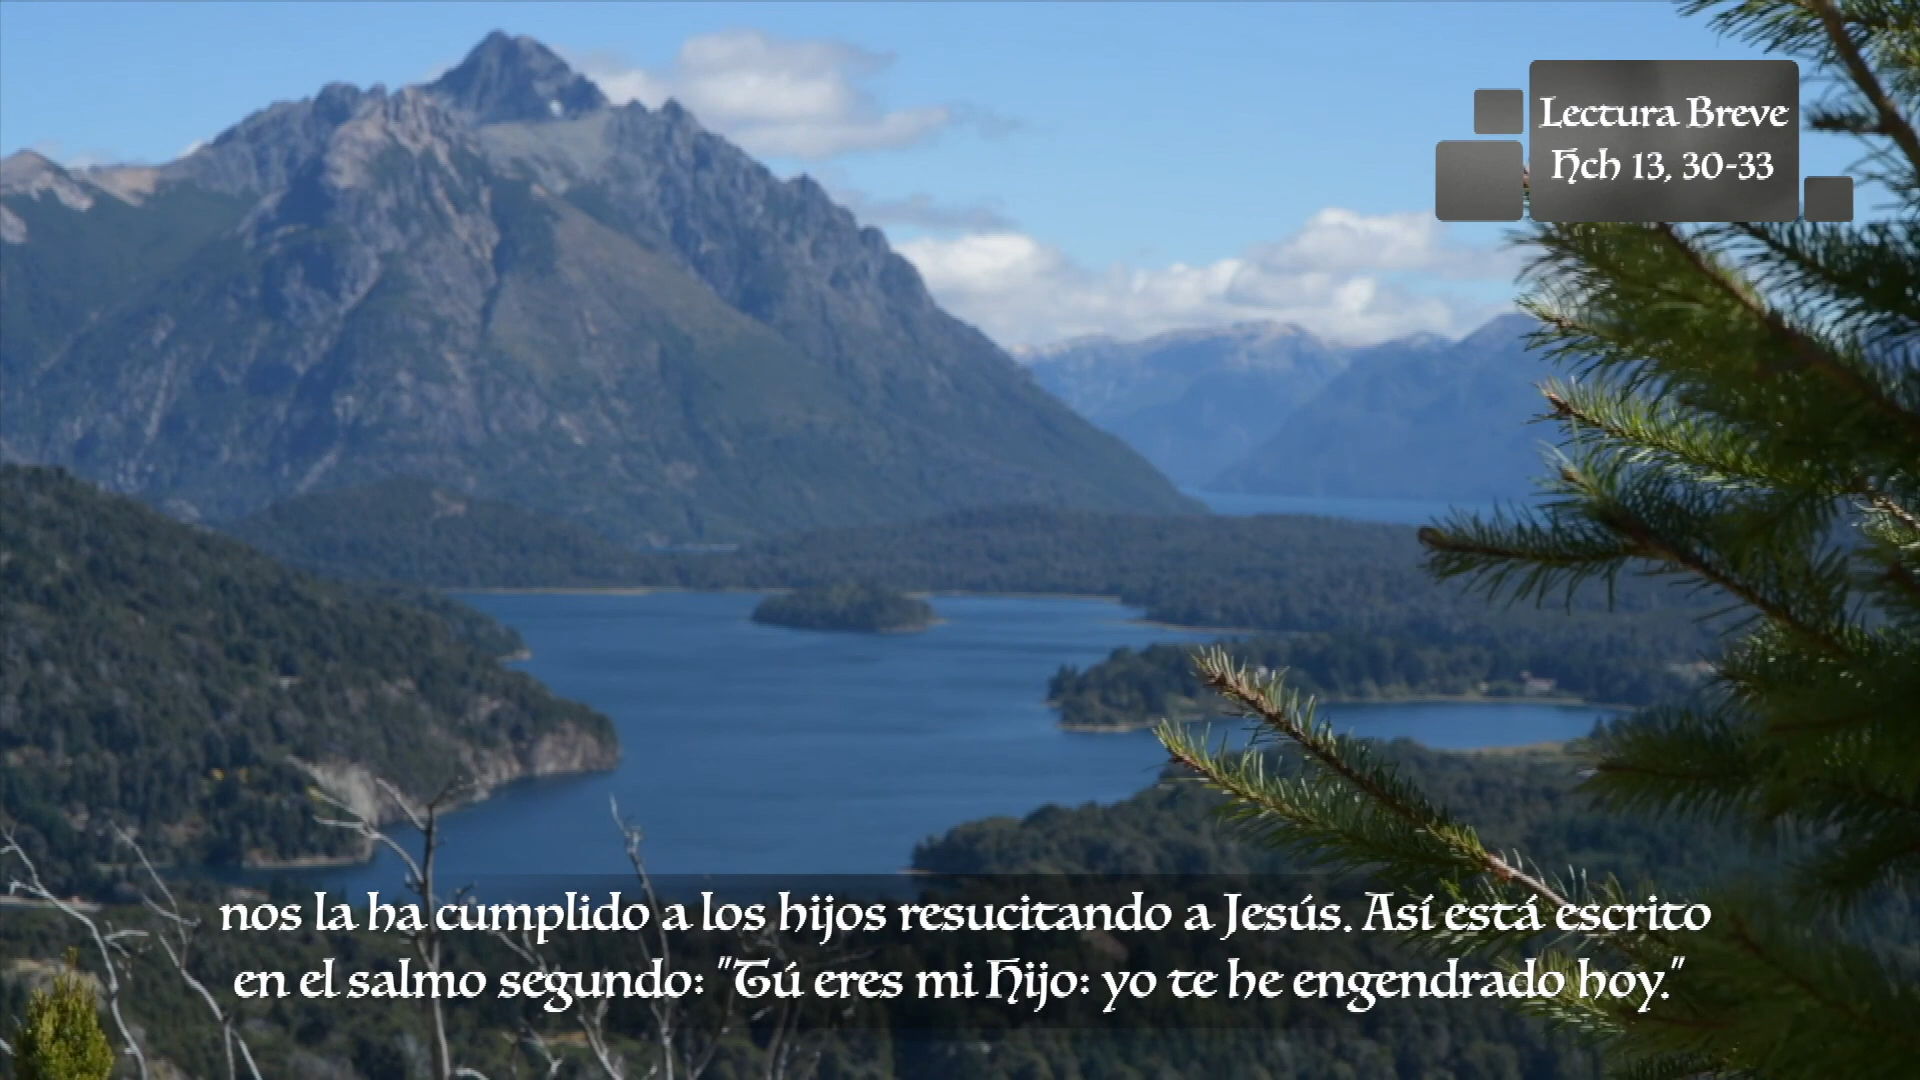 Lectura Breve
Hch 13, 30-33
nos la ha cumplido a los hijos resucitando a Jesús. Así está escrito
en el salmo segundo: "Tú eres mi Hijo: yo te he engendrado hoy."